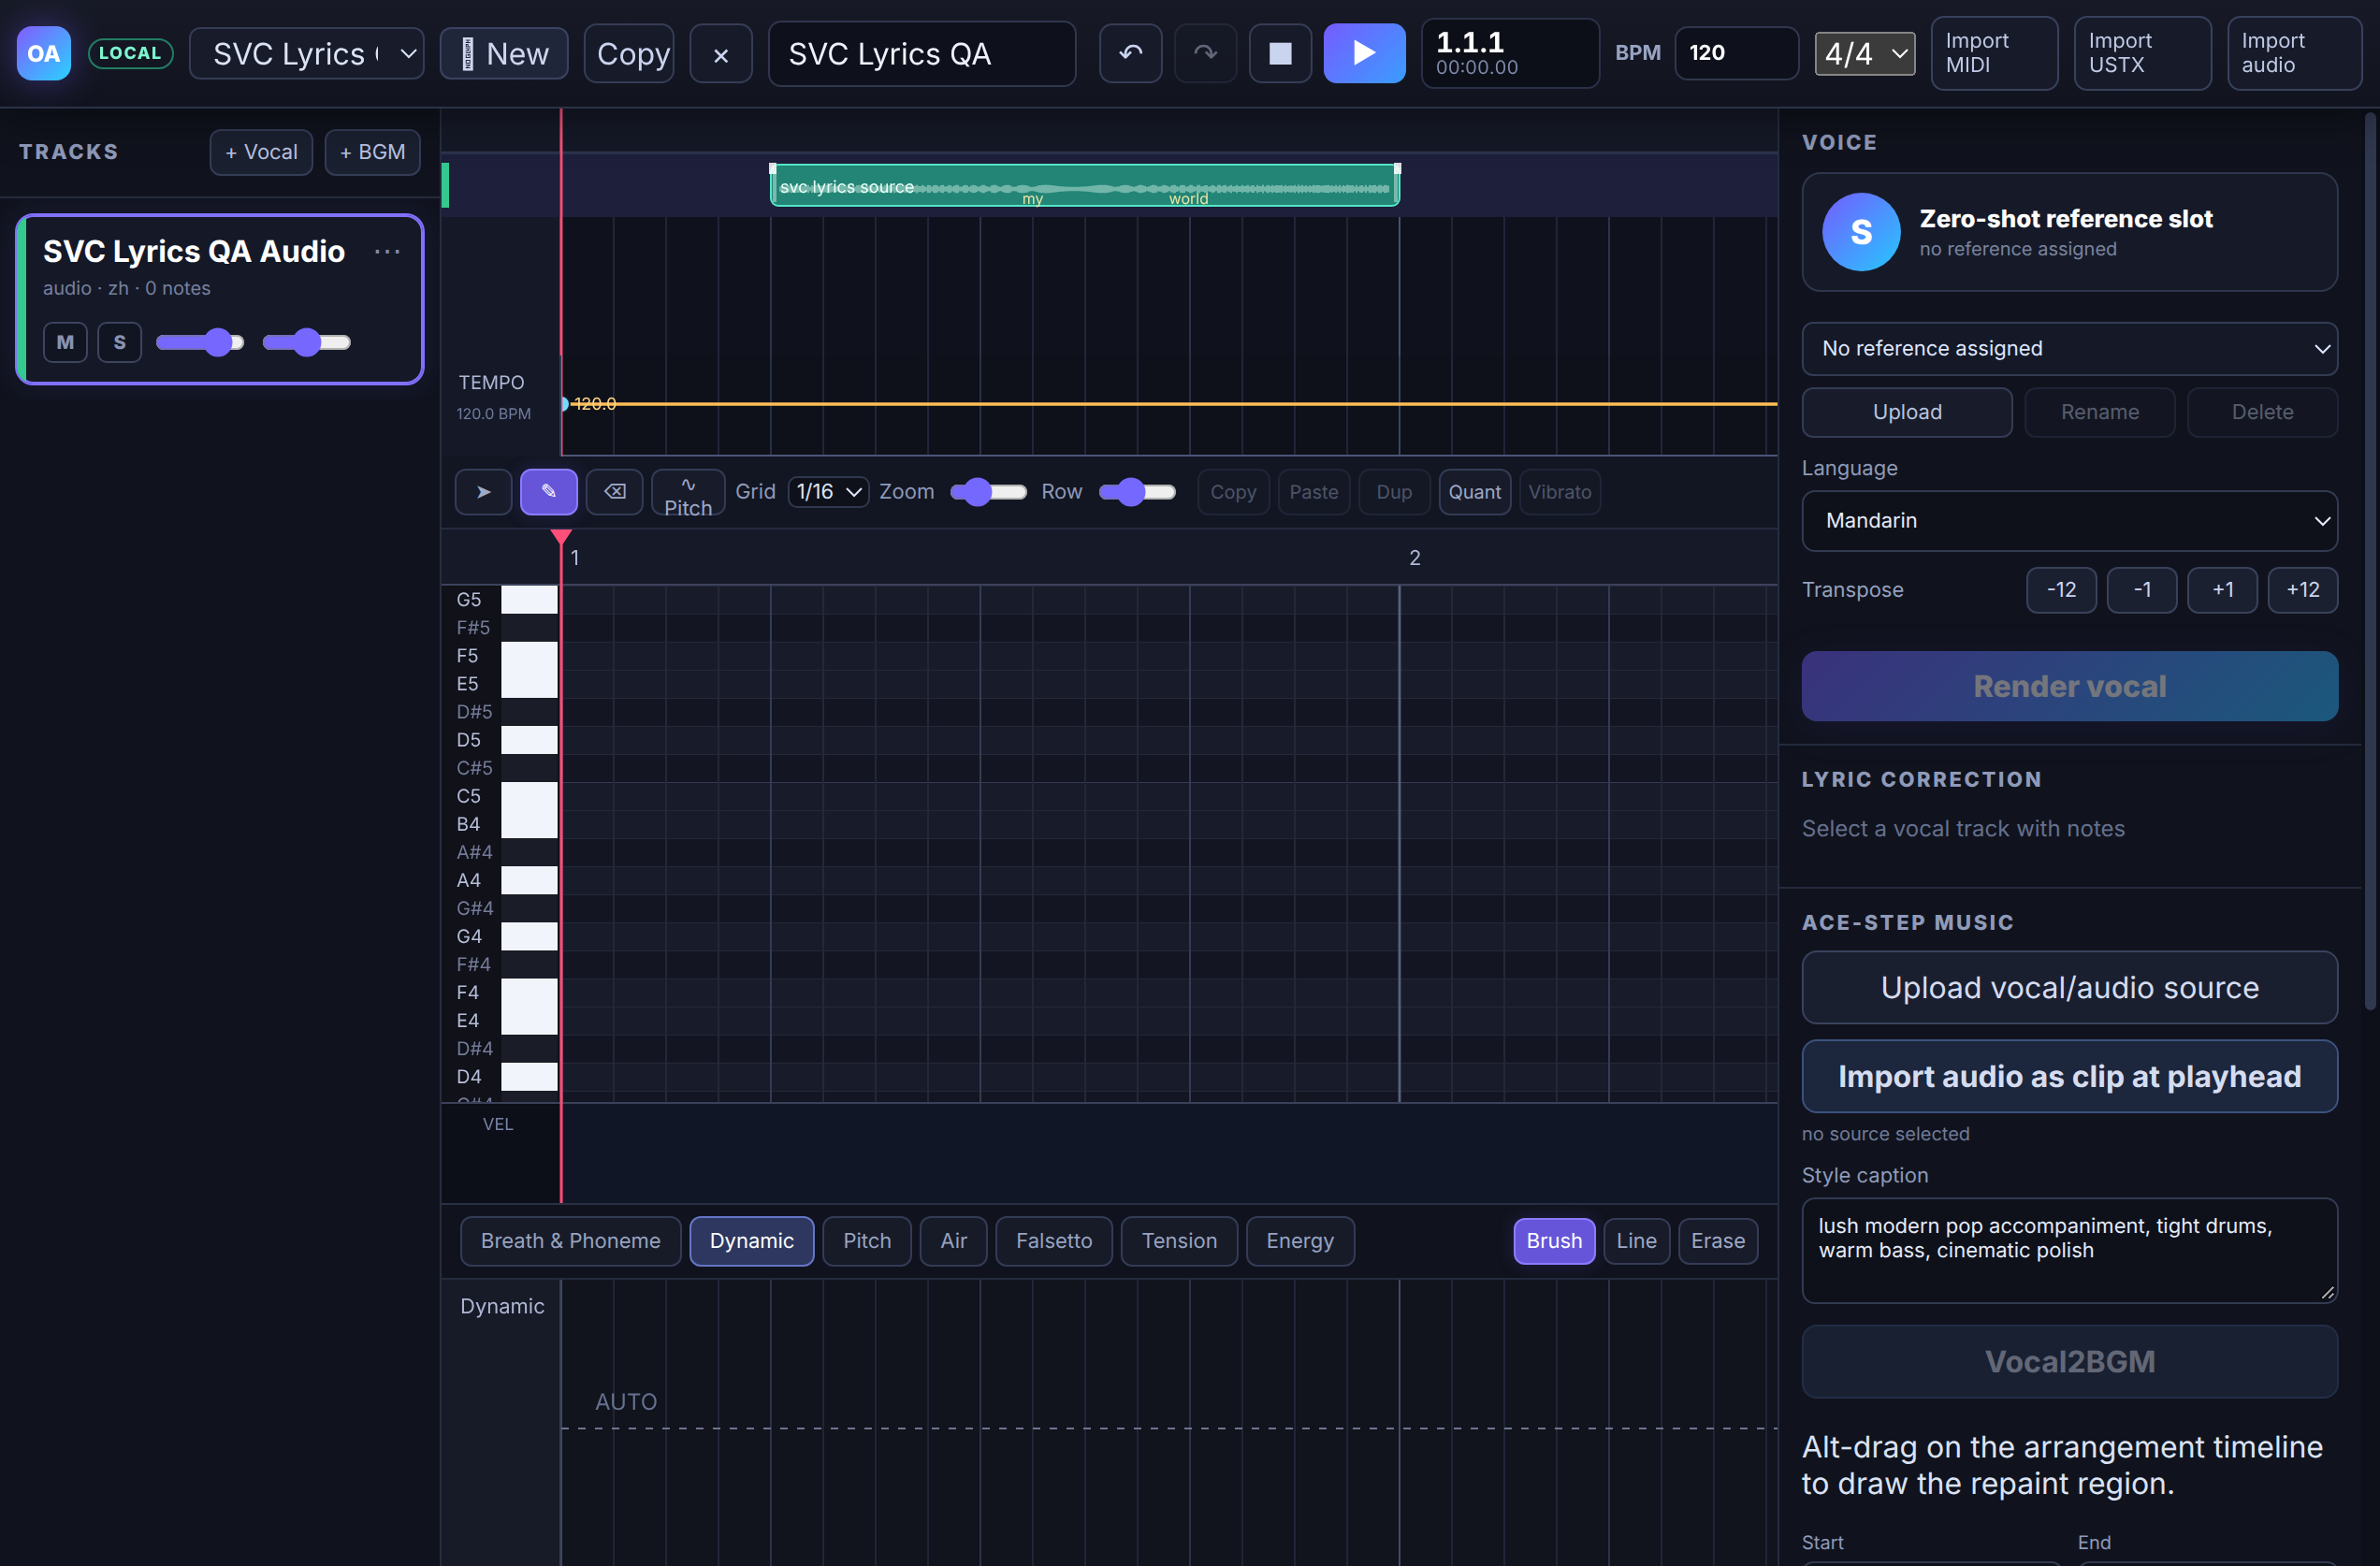 OA
LOCAL
SVC Lyrics
New
Copy
×
SVC Lyrics QA
1.1.1
00:00.00
BPM
120
4/4
Import
MIDI
Import
USTX
Import
audio
TRACKS
+ Vocal
+ BGM
SVC Lyrics QA Audio
audio · zh · 0 notes
M
S
svc lyrics source
my
world
TEMPO
120.0 BPM
120.0
Pitch
Grid
1/16
Zoom
Row
Copy
Paste
Dup
Quant
Vibrato
1
2
G5
F#5
F5
E5
D#5
D5
C#5
C5
B4
A#4
A4
G#4
G4
F#4
F4
E4
D#4
D4
C#4
VEL
Breath & Phoneme
Dynamic
Pitch
Air
Falsetto
Tension
Energy
Brush
Line
Erase
Dynamic
AUTO
VOICE
S
Zero-shot reference slot
no reference assigned
No reference assigned
Upload
Rename
Delete
Language
Mandarin
Transpose
-12
-1
+1
+12
Render vocal
LYRIC CORRECTION
Select a vocal track with notes
ACE-STEP MUSIC
Upload vocal/audio source
Import audio as clip at playhead
no source selected
Style caption
lush modern pop accompaniment, tight drums,
warm bass, cinematic polish
Vocal2BGM
Alt-drag on the arrangement timeline
to draw the repaint region.
Start
End